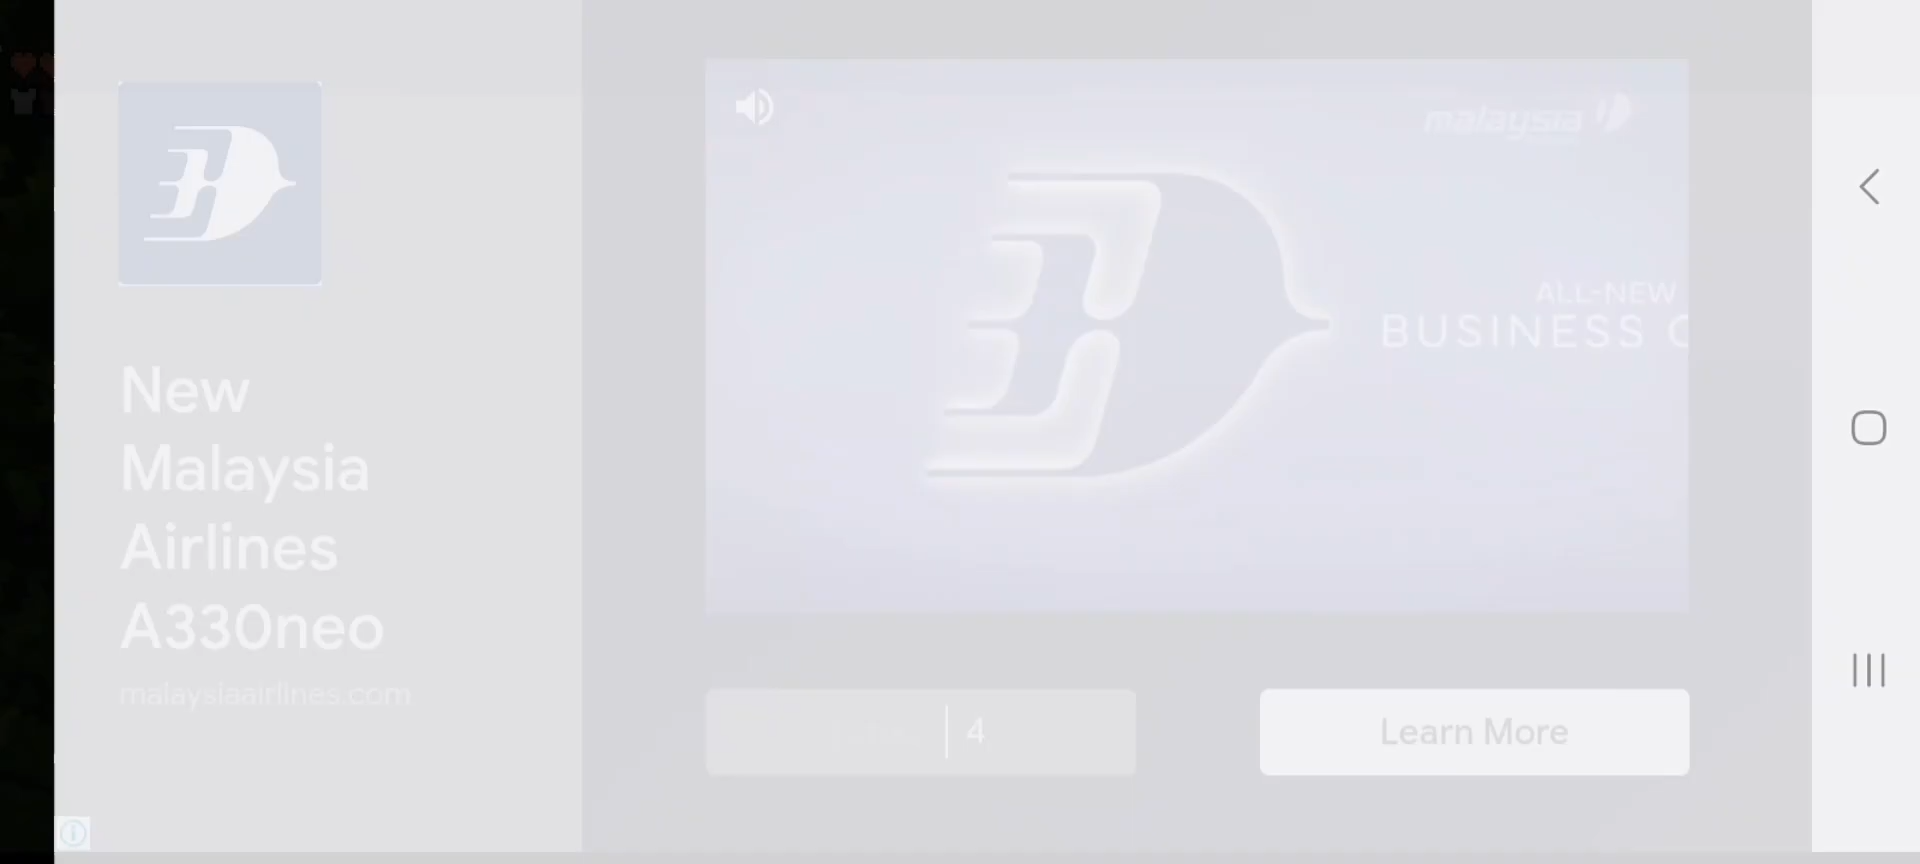 New
Malaysia
Airlines
A330neo
malaysiaairlines.com
malaysia
ALL-NEW
BUSINESS C
4
Learn More